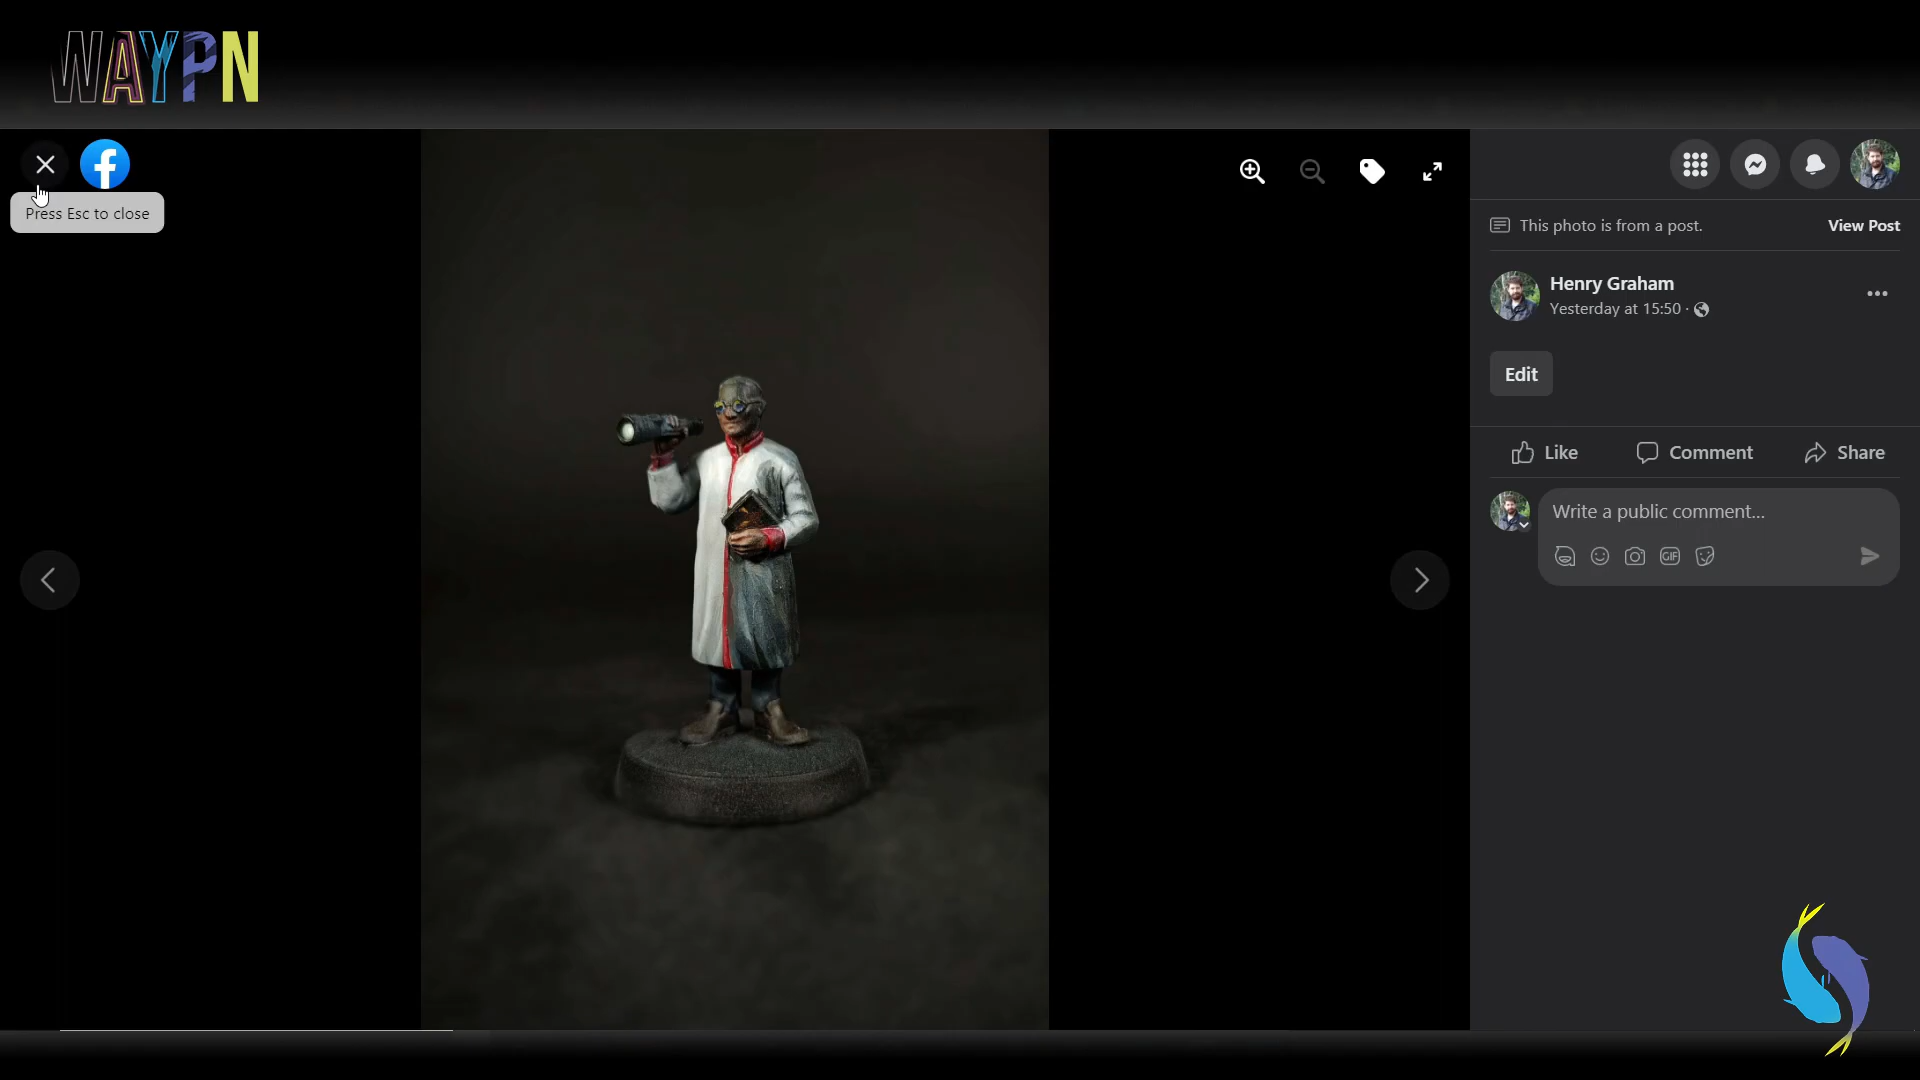 WAYPN
Press Esc to close
This photo is from a post.
View Post
Henry Graham
Yesterday at 15:50 ·
Edit
Like
Comment
Share
Write a public comment...
GIF